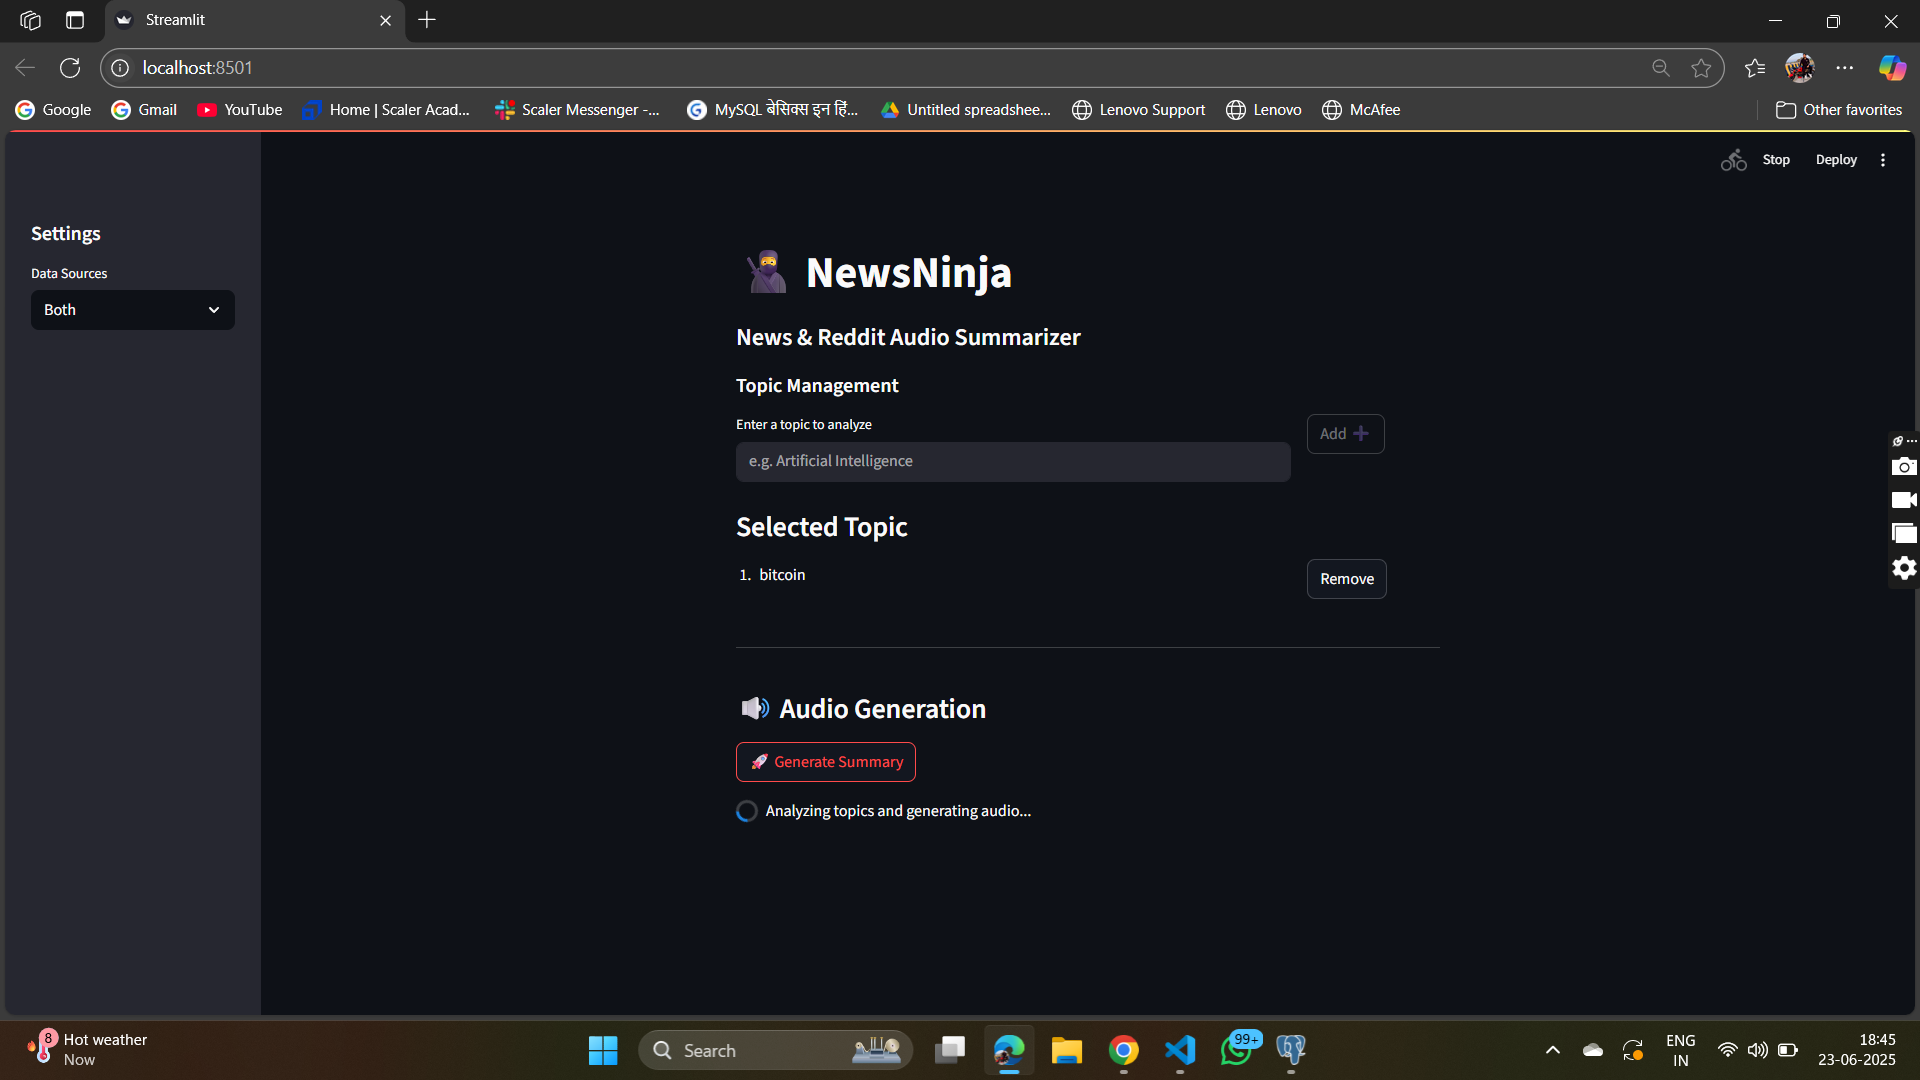 Streamlit
localhost:8501
Google Gmail YouTube Home | Scaler Acad... Scaler Messenger -... MySQL बेसिक्स इन हिं... Untitled spreadshee... Lenovo Support Lenovo McAfee Other favorites
Stop Deploy
Settings
Data Sources
Both
NewsNinja
News & Reddit Audio Summarizer
Topic Management
Enter a topic to analyze
Add
e.g. Artificial Intelligence
Selected Topic
1. bitcoin
Remove
Audio Generation
Generate Summary
Analyzing topics and generating audio...
8
Hot weather
Now
Search
99+
ENG
IN
18:45
23-06-2025